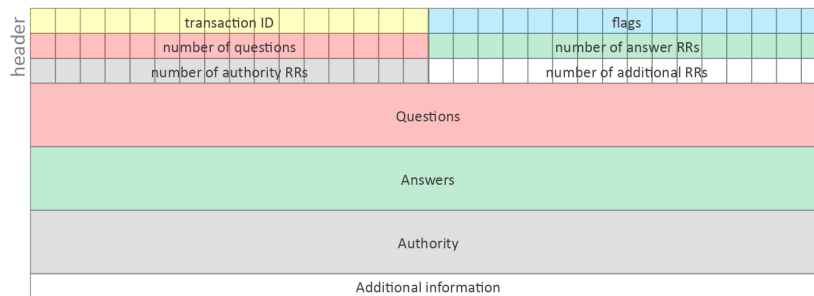 header
transaction ID
flags
number of questions
number of answer RRs
number of authority RRs
number of additional RRs
Questions
Answers
Authority
Additional information